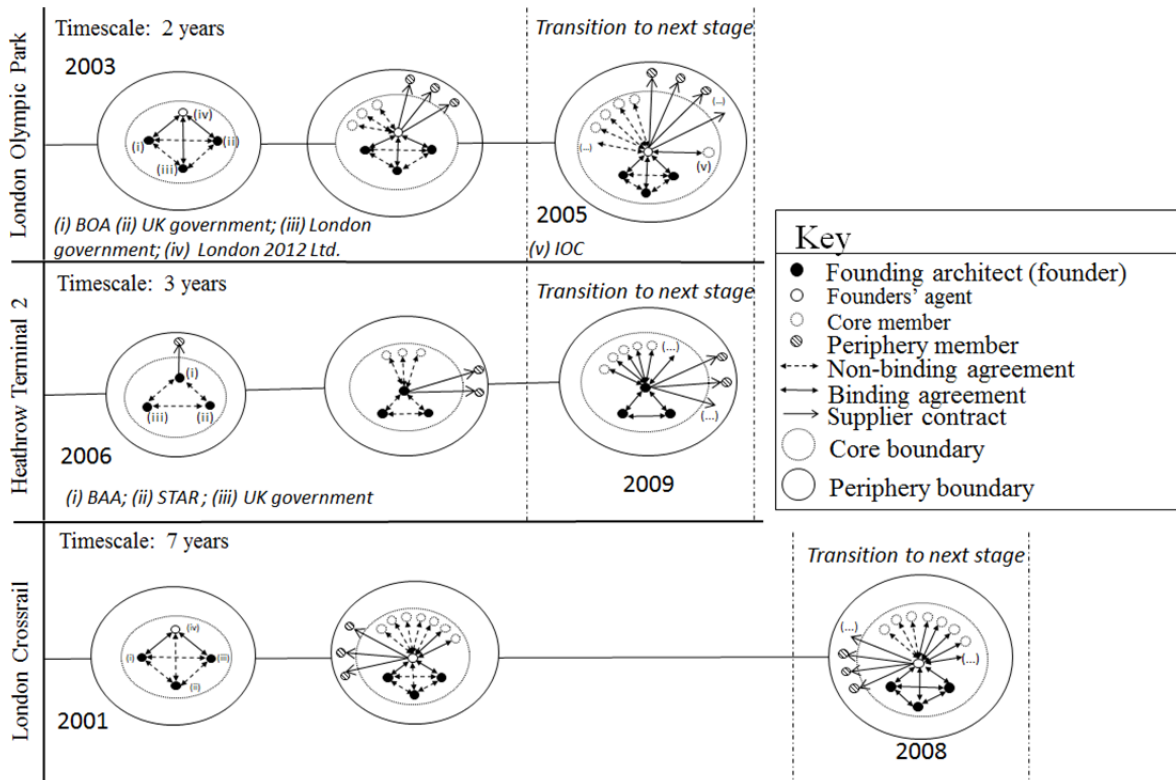 London Olympic Park
Timescale: 2 years
Transition to next stage
2003
(iv)
(i)
(ii)
(iii)
(...)
(...)
(v)
2005
(i) BOA (ii) UK government; (iii) London
government; (iv) London 2012 Ltd.
(v) IOC
Heathrow Terminal 2
Timescale: 3 years
Transition to next stage
(i)
(iii)
(ii)
(...)
(...)
2006
2009
(i) BAA; (ii) STAR ; (iii) UK government
London Crossrail
Timescale: 7 years
Transition to next stage
(iv)
(i)
(iii)
(ii)
(...)
(...)
2001
2008
Key
Founding architect (founder)
Founders' agent
Core member
Periphery member
Non-binding agreement
Binding agreement
Supplier contract
Core boundary
Periphery boundary